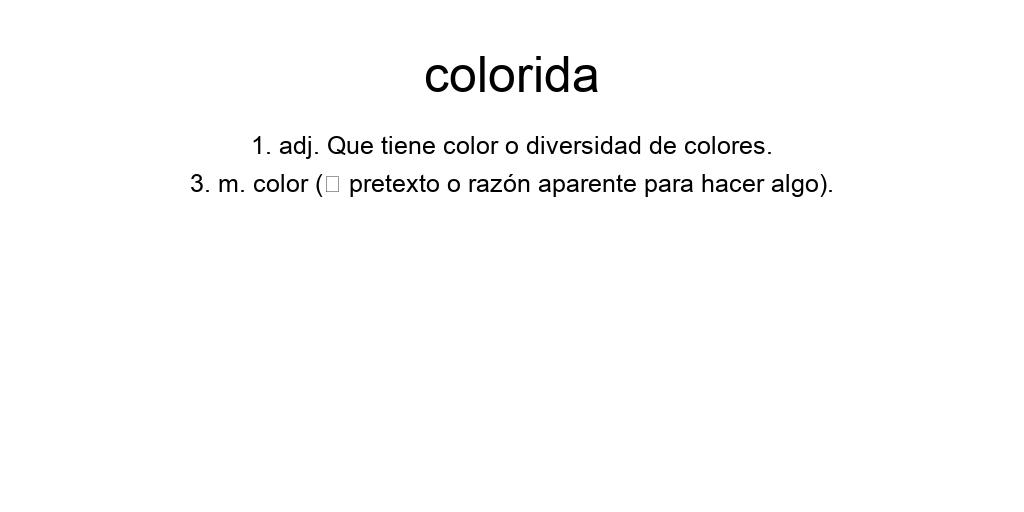 colorida
1. adj. Que tiene color o diversidad de colores.
3. m. color (□ pretexto o razón aparente para hacer algo).